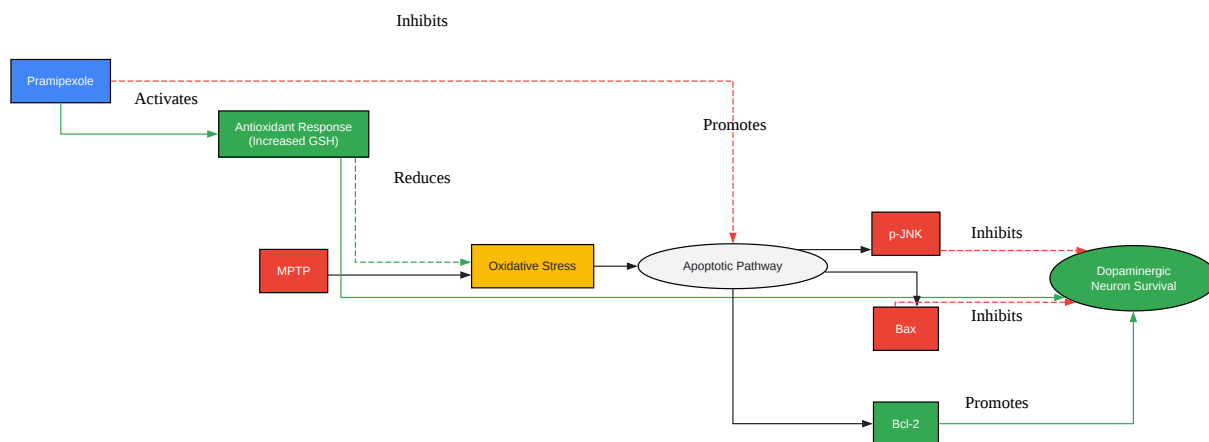 Inhibits
Pramipexole
Activates
Antioxidant Response
(Increased GSH)
Promotes
Reduces
p-JNK
Inhibits
MPTP
Oxidative Stress
Apoptotic Pathway
Dopaminergic
Neuron Survival
Bax
Inhibits
Promotes
Bcl-2